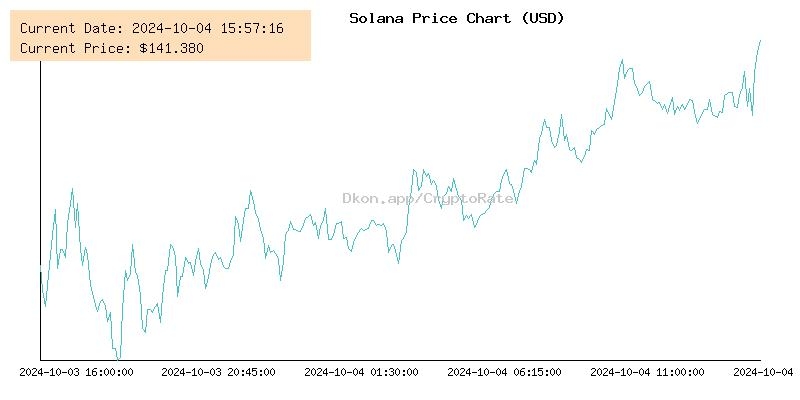 Solana Price Chart (USD)
Current Date: 2024-10-04 15:57:16
Current Price: $141.380
Dkon.app/CryptoRate
2024-10-03 16:00:00 2024-10-03 20:45:00 2024-10-04 01:30:00 2024-10-04 06:15:00 2024-10-04 11:00:00 2024-10-04